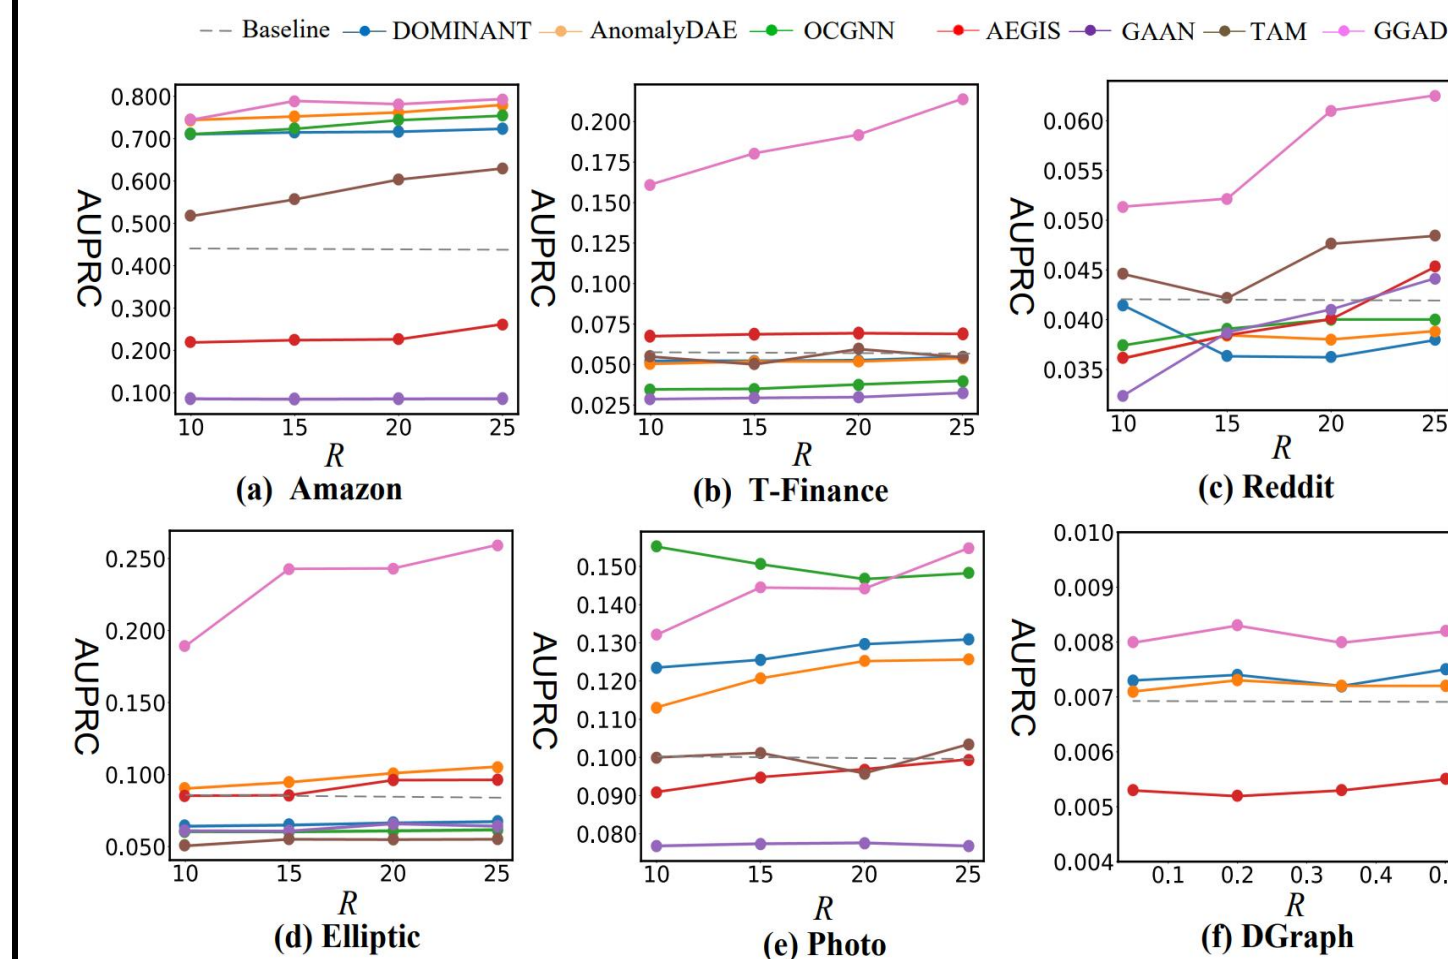 Baseline DOMINANT AnomalyDAE OCGNN AEGIS GAAN TAM GGAD
0.800
0.700
0.600
0.500
0.400
0.300
0.200
0.100
AUPRC
10 15 20 25
R
(a) Amazon
0.200
0.175
0.150
0.125
0.100
0.075
0.050
0.025
AUPRC
10 15 20 25
R
(b) T-Finance
0.060
0.055
0.050
0.045
0.040
0.035
AUPRC
10 15 20 25
R
(c) Reddit
0.250
0.200
0.150
0.100
0.050
AUPRC
10 15 20 25
R
(d) Elliptic
0.150
0.140
0.130
0.120
0.110
0.100
0.090
0.080
AUPRC
10 15 20 25
R
(e) Photo
0.010
0.009
0.008
0.007
0.006
0.005
0.004
AUPRC
0.1 0.2 0.3 0.4
R
(f) DGraph